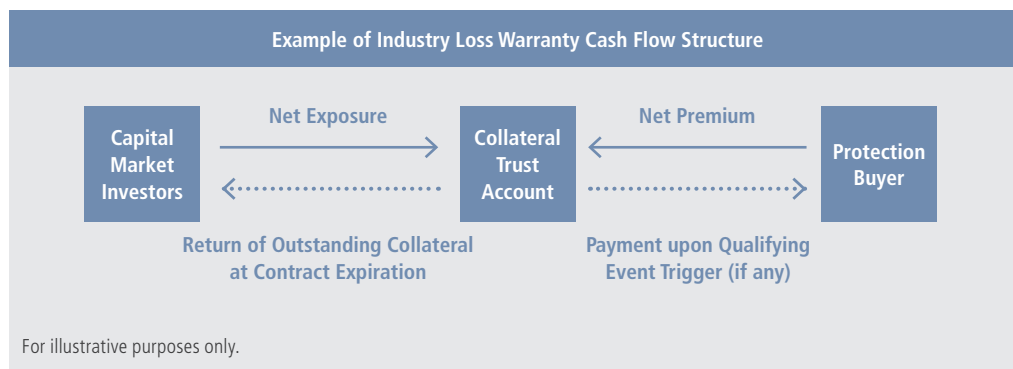 Example of Industry Loss Warranty Cash Flow Structure
Capital
Market
Investors
Net Exposure
Collateral
Trust
Account
Net Premium
Protection
Buyer
Return of Outstanding Collateral
at Contract Expiration
Payment upon Qualifying
Event Trigger (if any)
For illustrative purposes only.